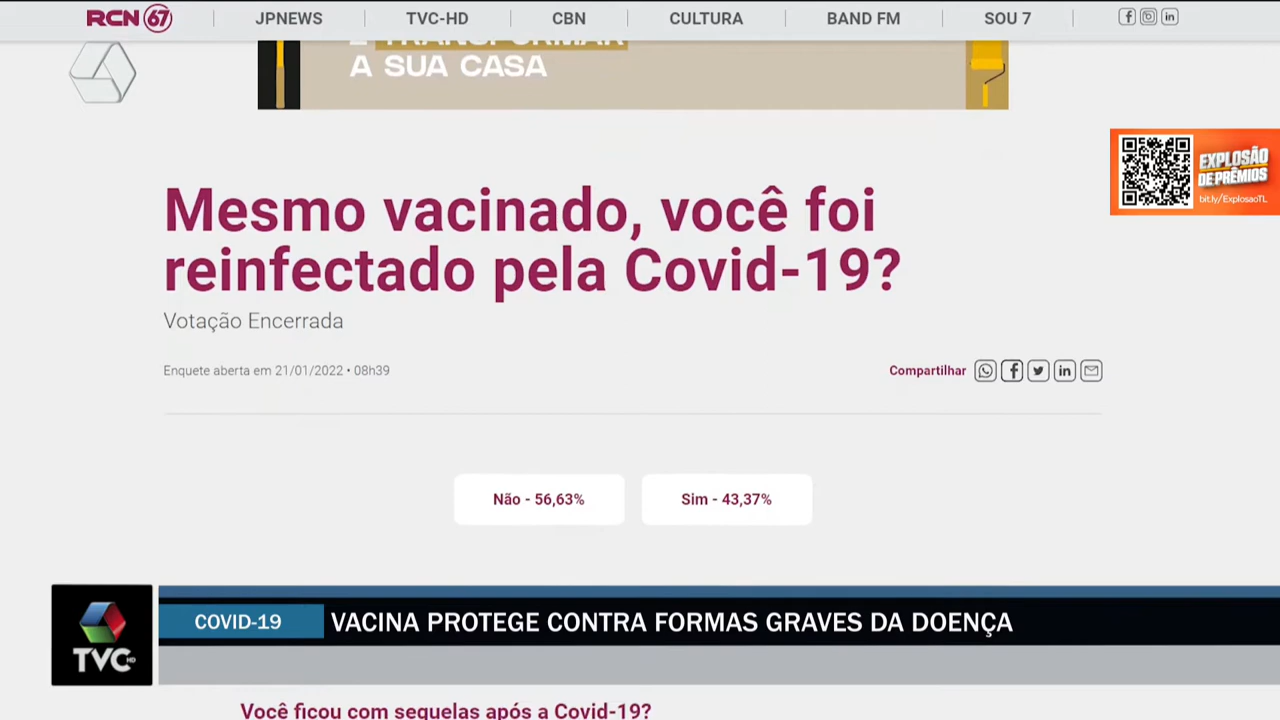 RCN 67 JPNEWS TVC-HD CBN CULTURA BAND FM SOU 7
E TRANSFORMAR
A SUA CASA
EXPLOSÃO
DE PRÊMIOS
bit.ly/ExplosaoTL
Mesmo vacinado, você foi
reinfectado pela Covid-19?
Votação Encerrada
Enquete aberta em 21/01/2022 • 08h39
Compartilhar
Não - 56,63%
Sim - 43,37%
COVID-19 VACINA PROTEGE CONTRA FORMAS GRAVES DA DOENÇA
TVC HD
Você ficou com sequelas após a Covid-19?